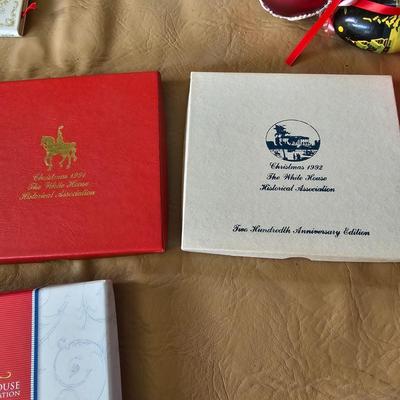 Christmas 1991
The White House
Historical Association
Christmas 1992
The White House
Historical Association
Two Hundredth Anniversary Edition
OUSE
ATION